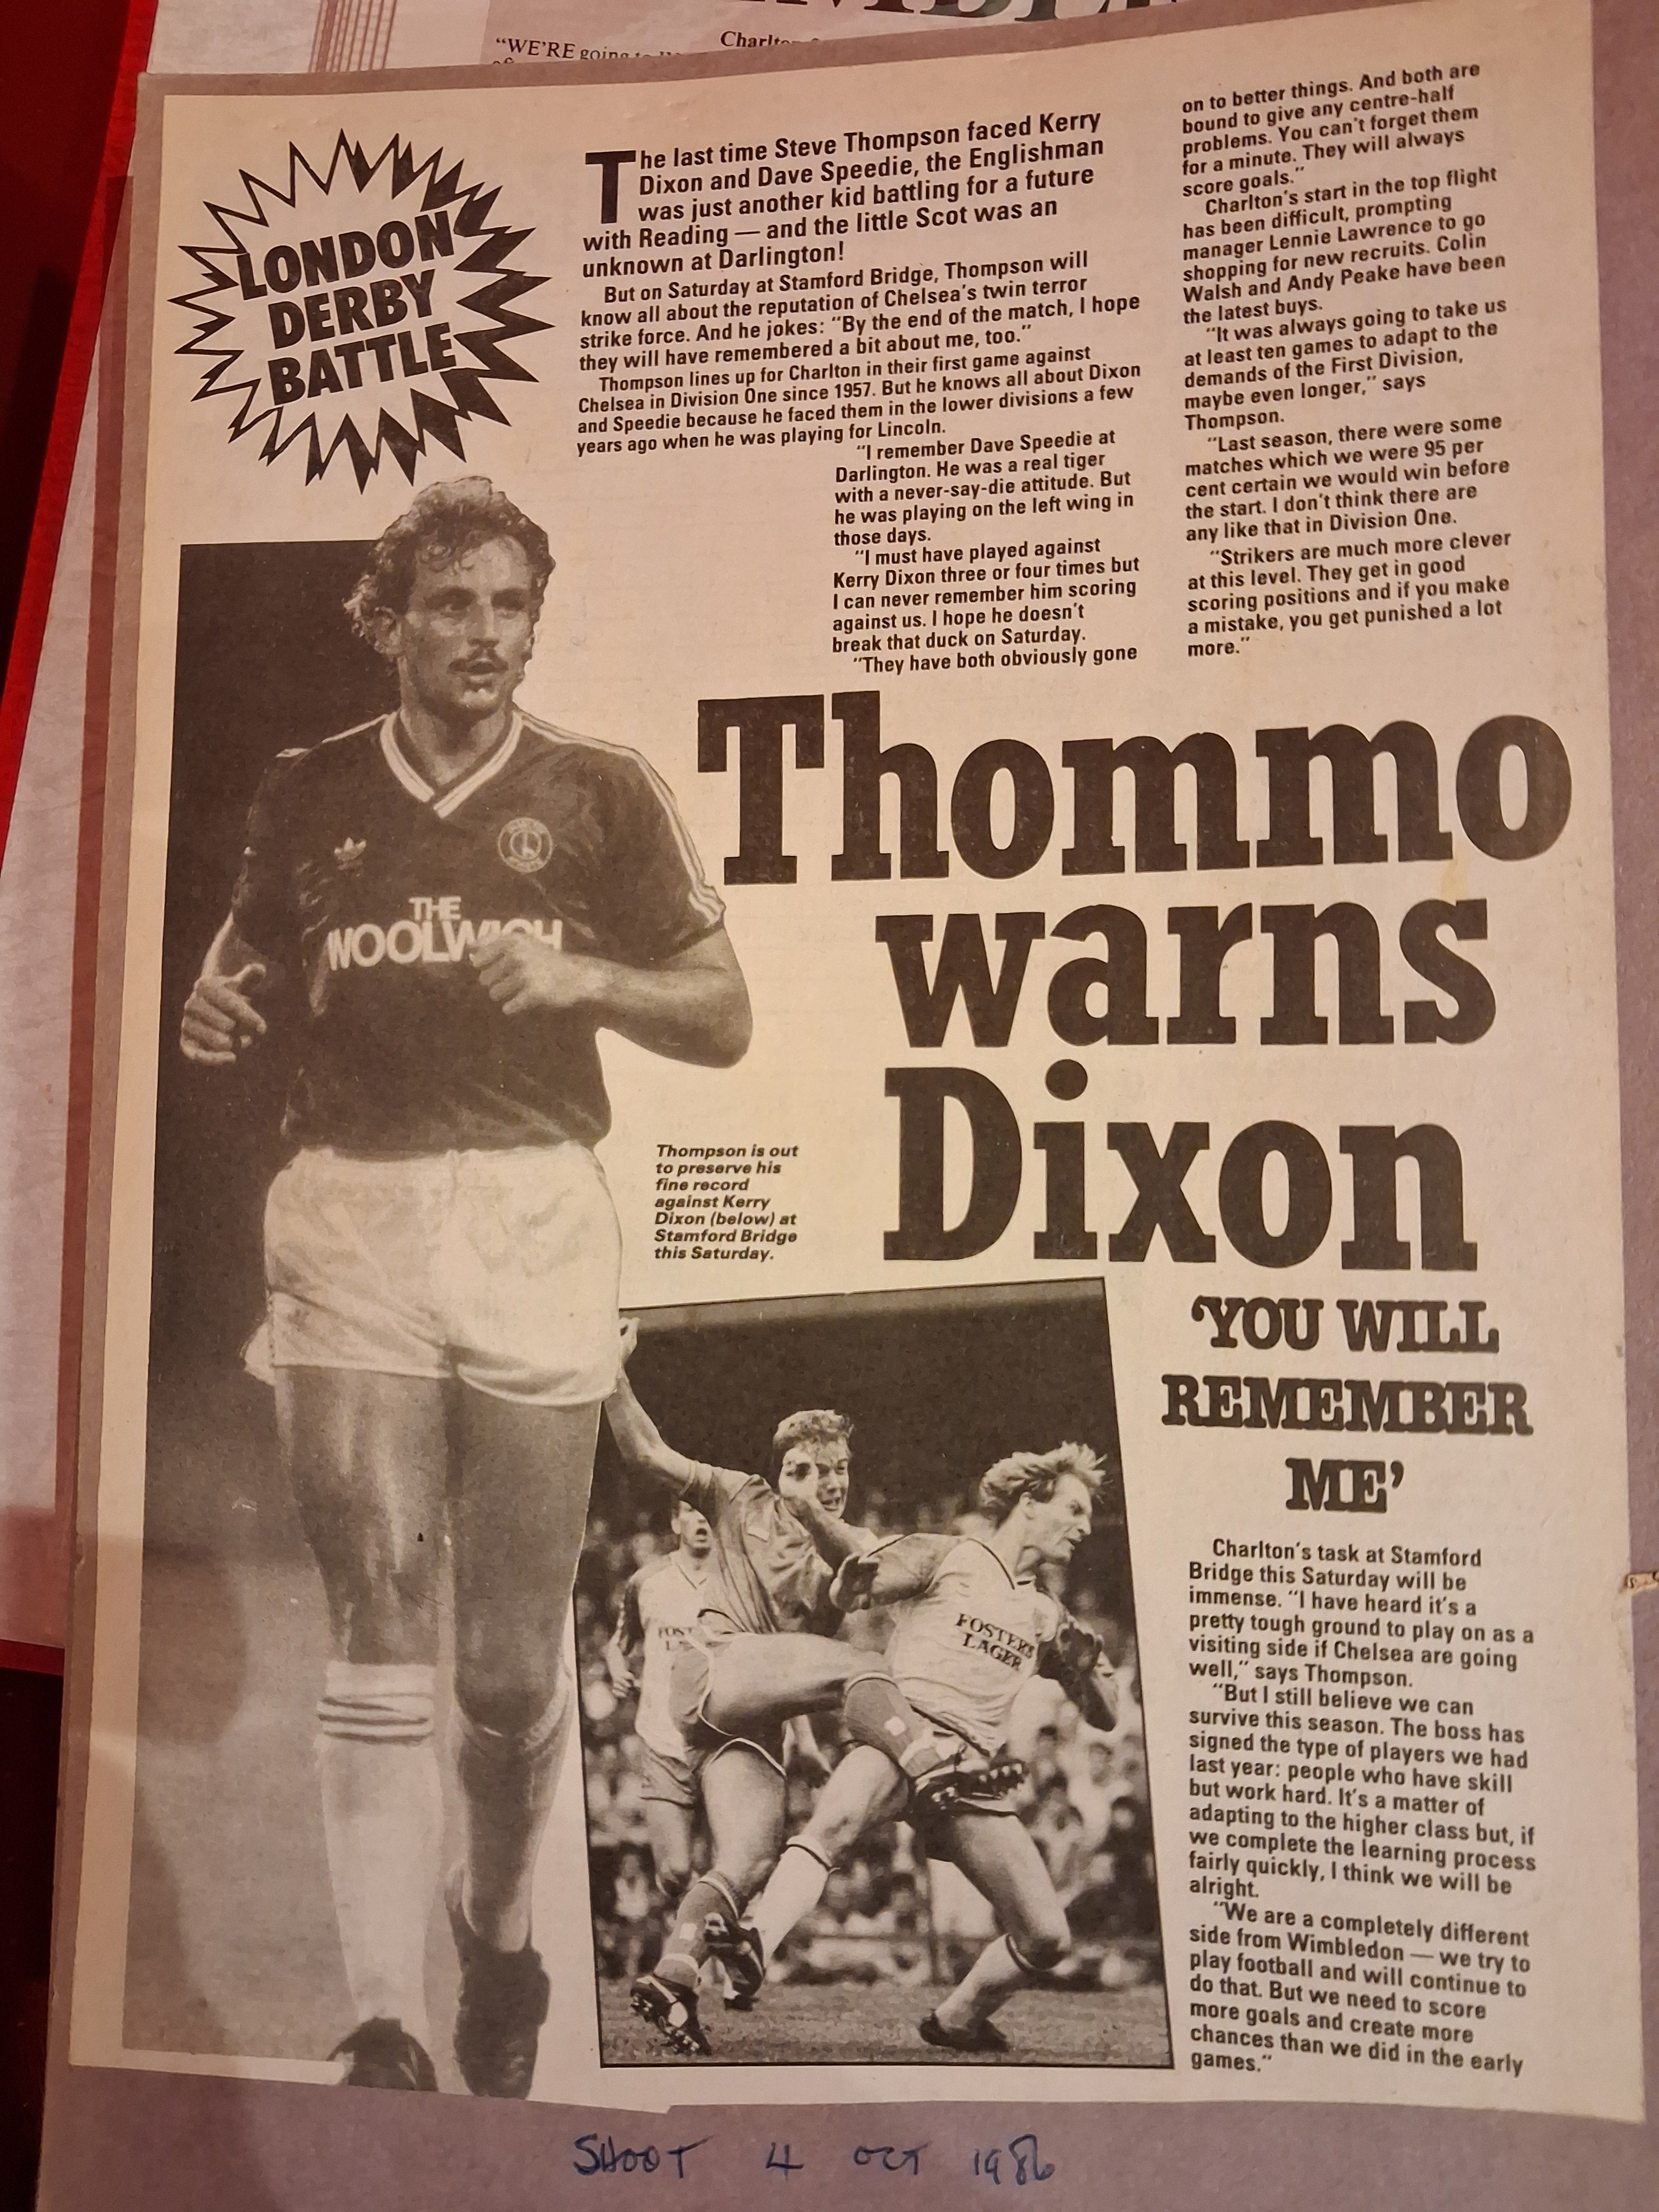 "WE'RE going
Charlton
LONDON
DERBY
BATTLE
The last time Steve Thompson faced Kerry
Dixon and Dave Speedie, the Englishman
was just another kid battling for a future
with Reading — and the little Scot was an
unknown at Darlington!
But on Saturday at Stamford Bridge, Thompson will
know all about the reputation of Chelsea's twin terror
strike force. And he jokes: "By the end of the match, I hope
they will have remembered a bit about me, too."
Thompson lines up for Charlton in their first game against
Chelsea in Division One since 1957. But he knows all about Dixon
and Speedie because he faced them in the lower divisions a few
years ago when he was playing for Lincoln.
"I remember Dave Speedie at
Darlington. He was a real tiger
with a never-say-die attitude. But
he was playing on the left wing in
those days.
"I must have played against
Kerry Dixon three or four times but
I can never remember him scoring
against us. I hope he doesn't
break that duck on Saturday.
"They have both obviously gone
on to better things. And both are
bound to give any centre-half
problems. You can't forget them
for a minute. They will always
score goals."
Charlton's start in the top flight
has been difficult, prompting
manager Lennie Lawrence to go
shopping for new recruits. Colin
Walsh and Andy Peake have been
the latest buys.
"It was always going to take us
at least ten games to adapt to the
demands of the First Division,
maybe even longer," says
Thompson.
"Last season, there were some
matches which we were 95 per
cent certain we would win before
the start. I don't think there are
any like that in Division One.
"Strikers are much more clever
at this level. They get in good
scoring positions and if you make
a mistake, you get punished a lot
more."
Thommo
warns
Dixon
'YOU WILL
REMEMBER
ME'
THE
WOOLWICH
Thompson is out
to preserve his
fine record
against Kerry
Dixon (below) at
Stamford Bridge
this Saturday.
FOSTERS
LAGER
Charlton's task at Stamford
Bridge this Saturday will be
immense. "I have heard it's a
pretty tough ground to play on as a
visiting side if Chelsea are going
well," says Thompson.
"But I still believe we can
survive this season. The boss has
signed the type of players we had
last year: people who have skill
but work hard. It's a matter of
adapting to the higher class but, if
we complete the learning process
fairly quickly, I think we will be
alright.
"We are a completely different
side from Wimbledon — we try to
play football and will continue to
do that. But we need to score
more goals and create more
chances than we did in the early
games."
SHOOT 4 OCT 1986